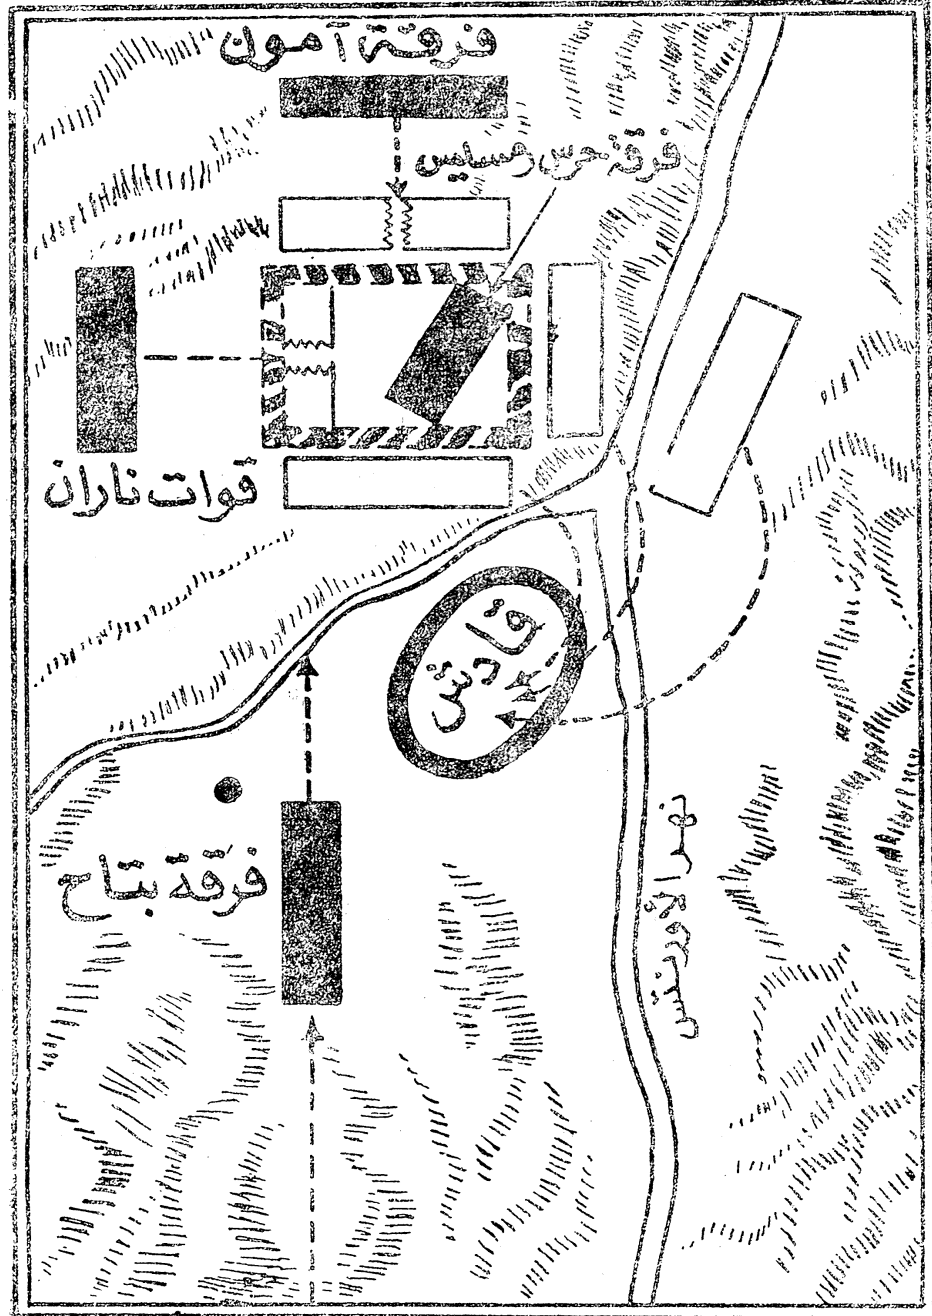 فرقة آمون
فرقة حرس رمسيس
قوات ناران
قادش
فرقة بتاح
نهر الأورنتس